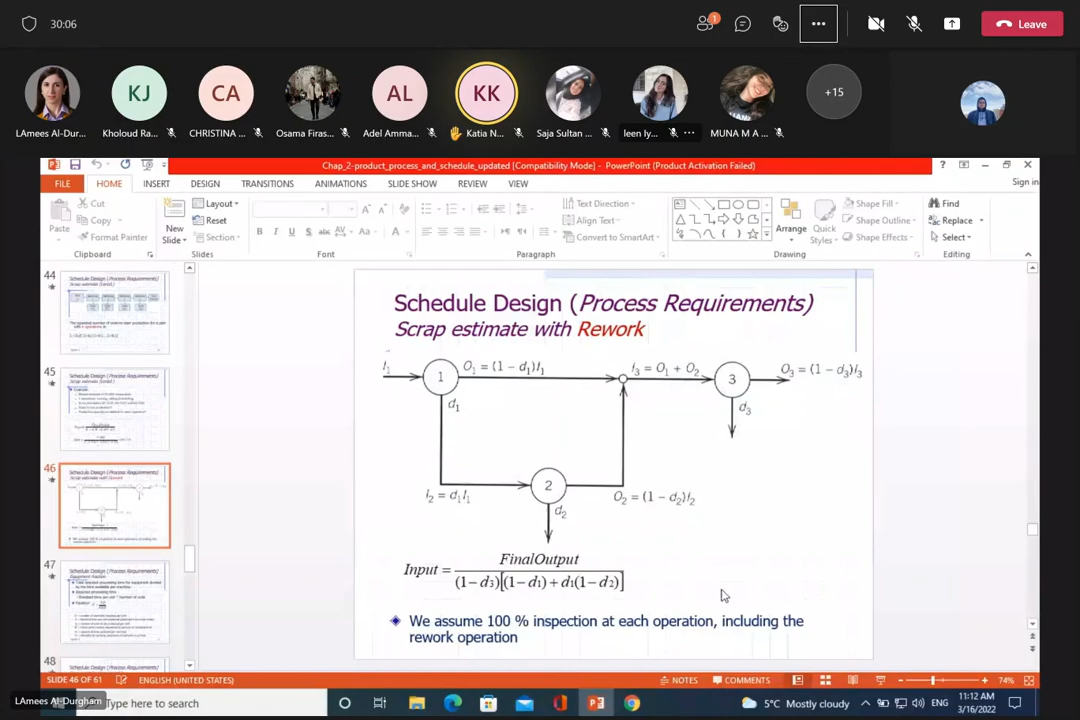 30:06
1
Leave
KJ
CA
AL
KK
+15
LAmees Al-Dur...
Kholoud Ra...
CHRISTINA ...
Osama Firas...
Adel Amma...
Katia N...
Saja Sultan ...
leen Iy...
MUNA M A ...
Chap_2-product_process_and_schedule_updated [Compatibility Mode] - PowerPoint (Product Activation Failed)
FILE HOME INSERT DESIGN TRANSITIONS ANIMATIONS SLIDE SHOW REVIEW VIEW
Sign in
Paste
Cut
Copy
Format Painter
Clipboard
New Slide
Layout
Reset
Section
Slides
Font
Paragraph
Text Direction
Align Text
Convert to SmartArt
Arrange
Quick Styles
Drawing
Shape Fill
Shape Outline
Shape Effects
Find
Replace
Select
Editing
44
45
46
47
48
Schedule Design (Process Requirements)
Scrap estimate with Rework
I₁
1
O₁ = (1 − d₁)I₁
d₁
I₃ = O₁ + O₂
3
O₃ = (1 − d₃)I₃
d₃
I₂ = d₁I₁
2
d₂
O₂ = (1 − d₂)I₂
Input = FinalOutput / (1−d₃)[(1−d₁)+d₁(1−d₂)]
We assume 100 % inspection at each operation, including the
rework operation
SLIDE 46 OF 61
ENGLISH (UNITED STATES)
NOTES
COMMENTS
74%
LAmees Al-Durgham
Type here to search
5°C Mostly cloudy
ENG
11:12 AM
3/16/2022